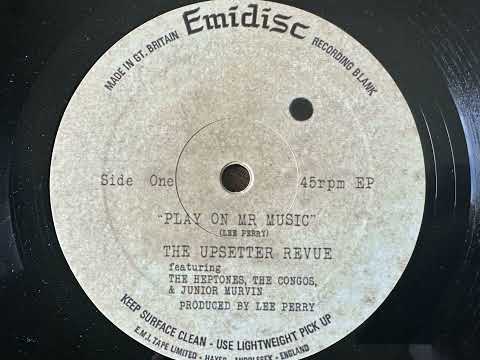 Emidisc
MADE IN GT. BRITAIN
RECORDING BLANK
Side One
45rpm EP
"PLAY ON MR MUSIC"
(LEE PERRY)
THE UPSETTER REVUE
featuring
THE HEPTONES, THE CONGOS,
& JUNIOR MURVIN
PRODUCED BY LEE PERRY
KEEP SURFACE CLEAN - USE LIGHTWEIGHT PICK UP
E.M.I. TAPE LIMITED - HAYES - MIDDLESEX - ENGLAND